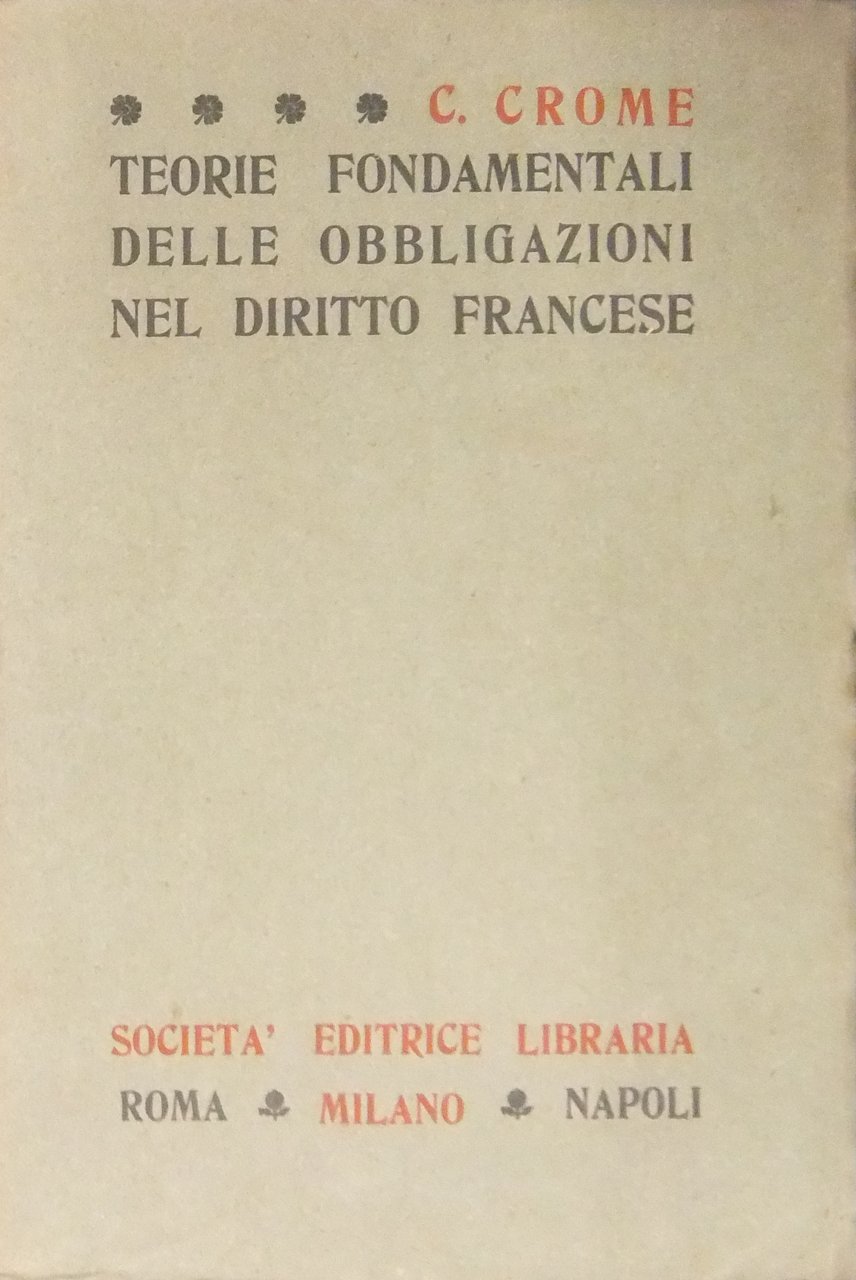 C. CROME
TEORIE FONDAMENTALI
DELLE OBBLIGAZIONI
NEL DIRITTO FRANCESE
SOCIETA' EDITRICE LIBRARIA
ROMA MILANO NAPOLI